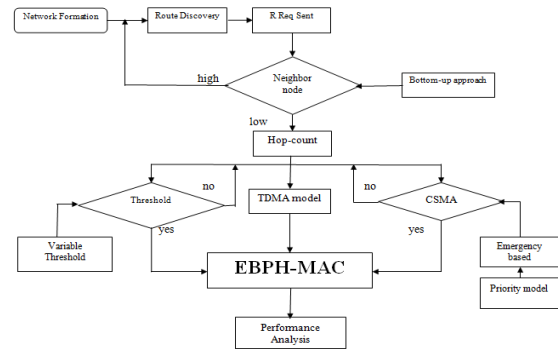 Network Formation
Route Discovery
R Req Sent
high
Neighbor
node
Bottom-up approach
low
Hop-count
no
no
Threshold
TDMA model
CSMA
yes
yes
Variable
Threshold
EBPH-MAC
Emergency
based
Priority model
Performance
Analysis